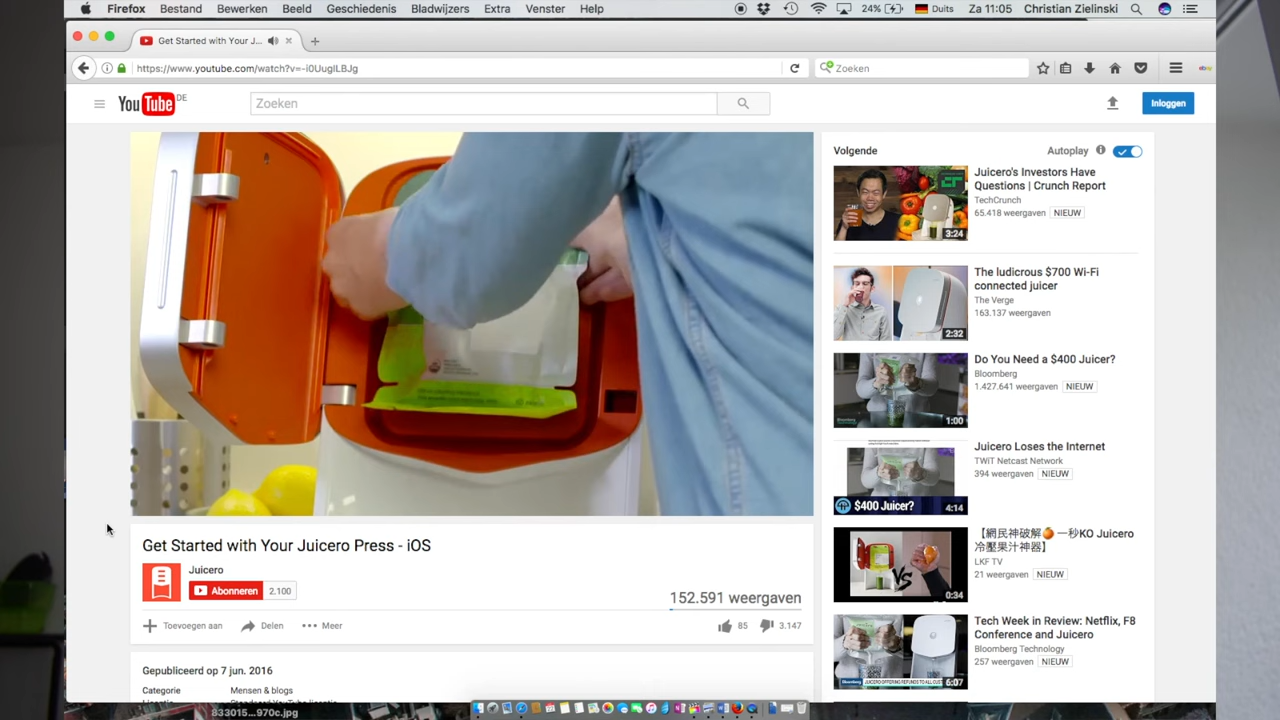 Firefox Bestand Bewerken Beeld Geschiedenis Bladwijzers Extra Venster Help 24% Duits Za 11:05 Christian Zielinski
Get Started with Your J...
https://www.youtube.com/watch?v=-i0UugILBJg
Zoeken
ebay
YouTube DE
Zoeken
Inloggen
Volgende
Autoplay
Juicero's Investors Have
Questions | Crunch Report
TechCrunch
65.418 weergaven NIEUW
3:24
The ludicrous $700 Wi-Fi
connected juicer
The Verge
163.137 weergaven
2:32
Do You Need a $400 Juicer?
Bloomberg
1.427.641 weergaven NIEUW
1:00
Juicero Loses the Internet
TWiT Netcast Network
394 weergaven NIEUW
$400 Juicer?
4:14
【網民神破解🍊 一秒KO Juicero
冷壓果汁神器】
LKF TV
21 weergaven NIEUW
VS
0:34
Tech Week in Review: Netflix, F8
Conference and Juicero
Bloomberg Technology
257 weergaven NIEUW
Bloomberg
6:07
Get Started with Your Juicero Press - iOS
Juicero
Abonneren 2.100
152.591 weergaven
Toevoegen aan Delen Meer
85 3.147
Gepubliceerd op 7 jun. 2016
Categorie Mensen & blogs
833015...970c.jpg